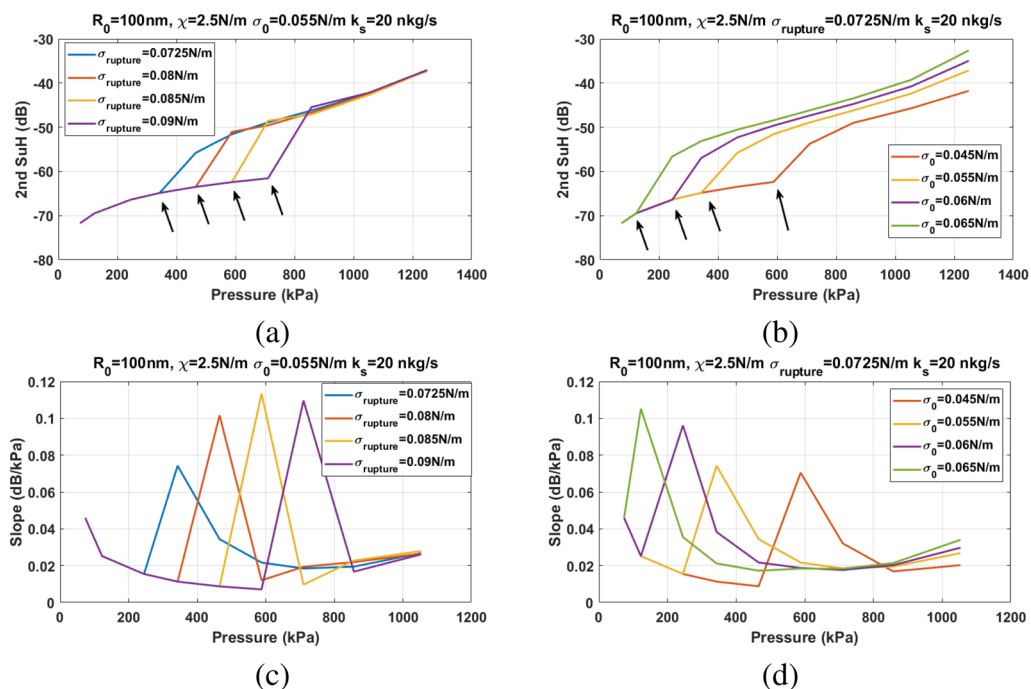 R0=100nm, χ=2.5N/m σ0=0.055N/m ks=20 nkg/s
2nd SuH (dB)
-30
-40
-50
-60
-70
-80
σrupture=0.0725N/m
σrupture=0.08N/m
σrupture=0.085N/m
σrupture=0.09N/m
0 200 400 600 800 1000 1200 1400
Pressure (kPa)
(a)
R0=100nm, χ=2.5N/m σrupture=0.0725N/m ks=20 nkg/s
2nd SuH (dB)
-30
-40
-50
-60
-70
-80
σ0=0.045N/m
σ0=0.055N/m
σ0=0.06N/m
σ0=0.065N/m
0 200 400 600 800 1000 1200 1400
Pressure (kPa)
(b)
R0=100nm, χ=2.5N/m σ0=0.055N/m ks=20 nkg/s
Slope (dB/kPa)
0.12
0.1
0.08
0.06
0.04
0.02
0
σrupture=0.0725N/m
σrupture=0.08N/m
σrupture=0.085N/m
σrupture=0.09N/m
0 200 400 600 800 1000 1200
Pressure (kPa)
(c)
R0=100nm, χ=2.5N/m σrupture=0.0725N/m ks=20 nkg/s
Slope (dB/kPa)
0.12
0.1
0.08
0.06
0.04
0.02
0
σ0=0.045N/m
σ0=0.055N/m
σ0=0.06N/m
σ0=0.065N/m
0 200 400 600 800 1000 1200
Pressure (kPa)
(d)